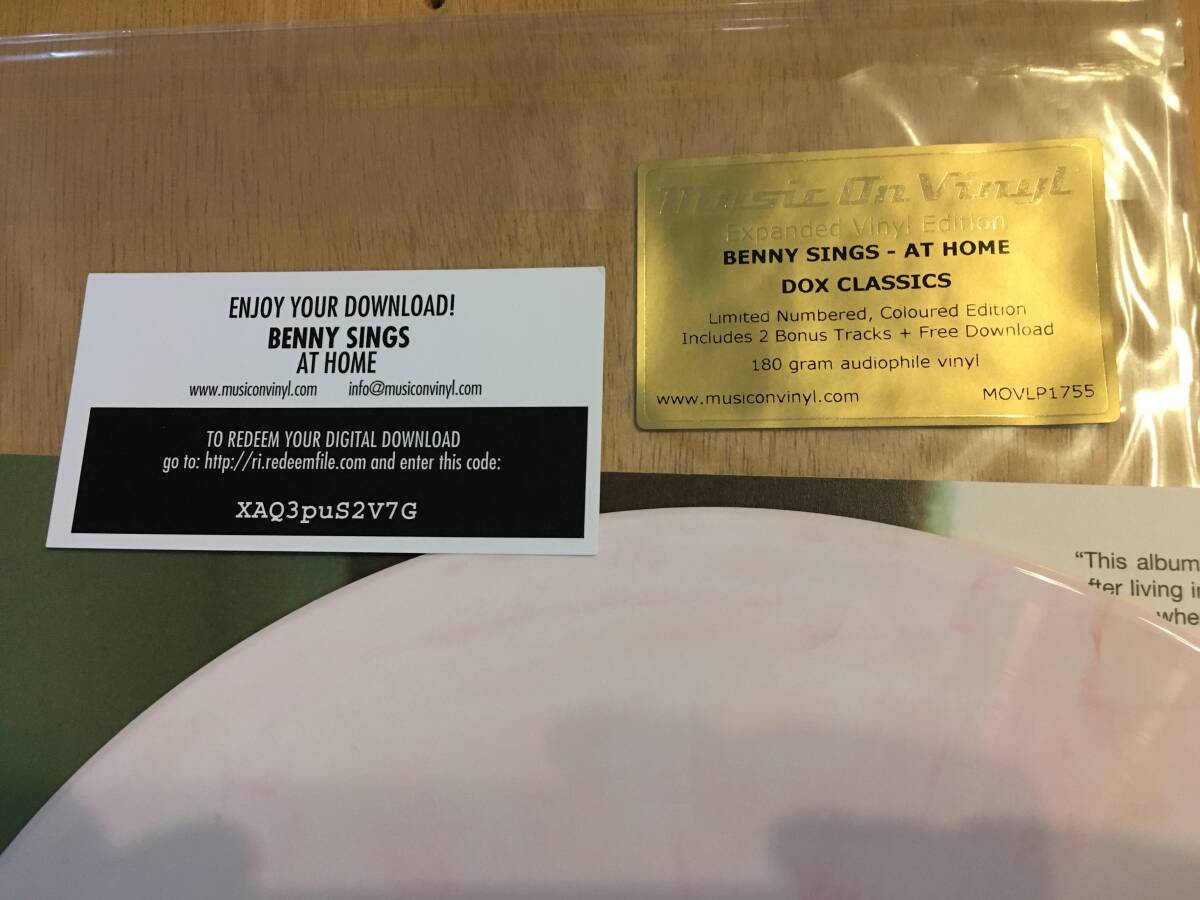 Music On Vinyl
Expanded Vinyl Edition
BENNY SINGS - AT HOME
DOX CLASSICS
Limited Numbered, Coloured Edition
Includes 2 Bonus Tracks + Free Download
180 gram audiophile vinyl
www.musiconvinyl.com MOVLP1755
ENJOY YOUR DOWNLOAD!
BENNY SINGS
AT HOME
www.musiconvinyl.com info@musiconvinyl.com
TO REDEEM YOUR DIGITAL DOWNLOAD
go to: http://ri.redeemfile.com and enter this code:
XAQ3puS2V7G
“This album
living